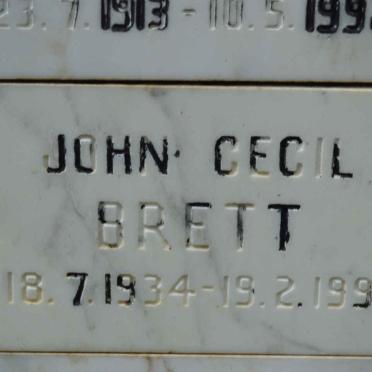 23.7.1913 - 10.5.199
JOHN CECIL
BRETT
18.7.1934-19.2.199